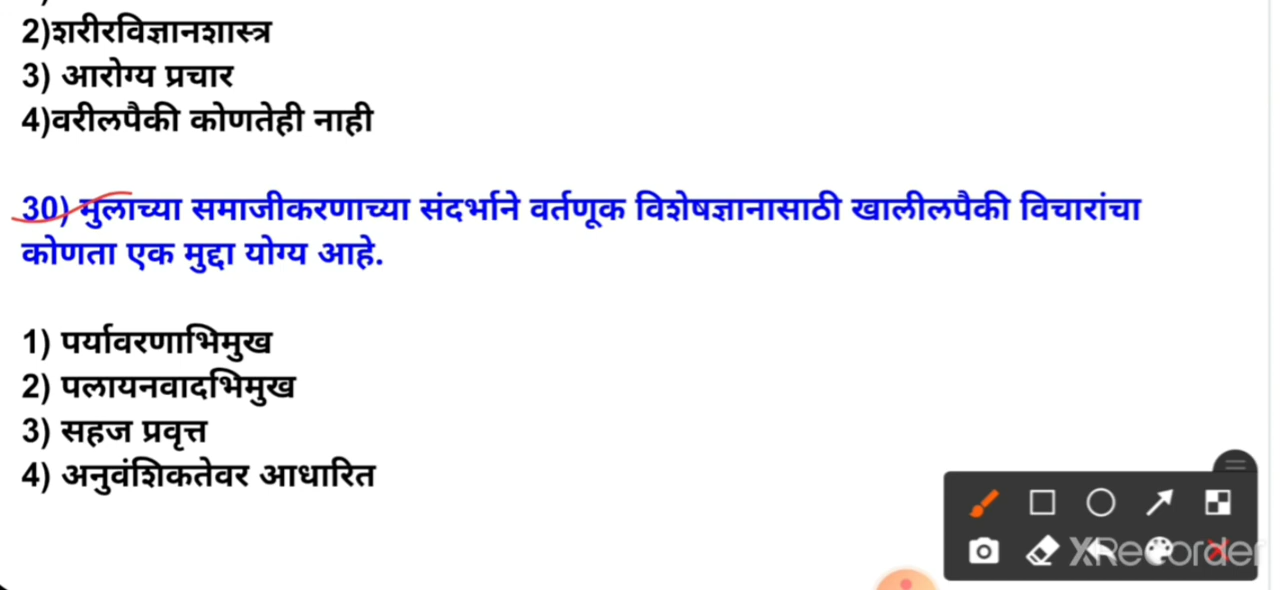 2)शरीरविज्ञानशास्त्र
3) आरोग्य प्रचार
4)वरीलपैकी कोणतेही नाही
30) मुलाच्या समाजीकरणाच्या संदर्भाने वर्तणूक विशेषज्ञानासाठी खालीलपैकी विचारांचा
कोणता एक मुद्दा योग्य आहे.
1) पर्यावरणाभिमुख
2) पलायनवादभिमुख
3) सहज प्रवृत्त
4) अनुवंशिकतेवर आधारित
XRecorder